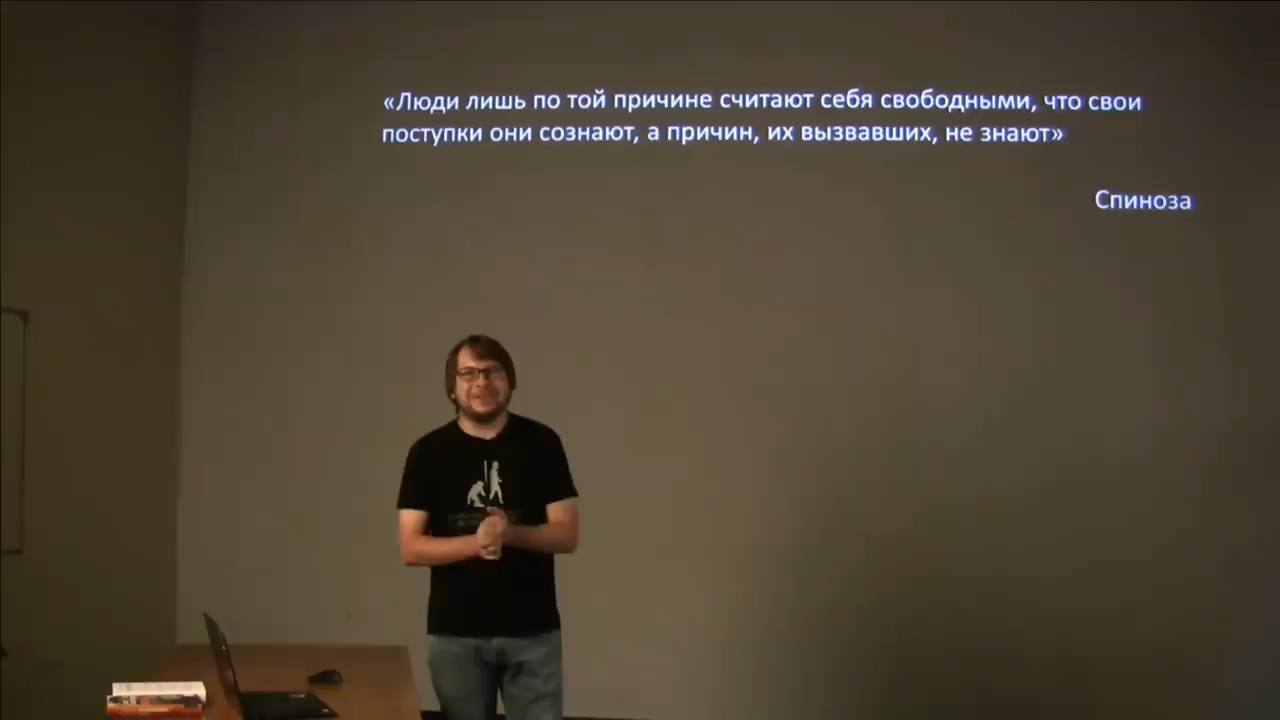 «Люди лишь по той причине считают себя свободными, что свои
поступки они сознают, а причин, их вызвавших, не знают»
Спиноза